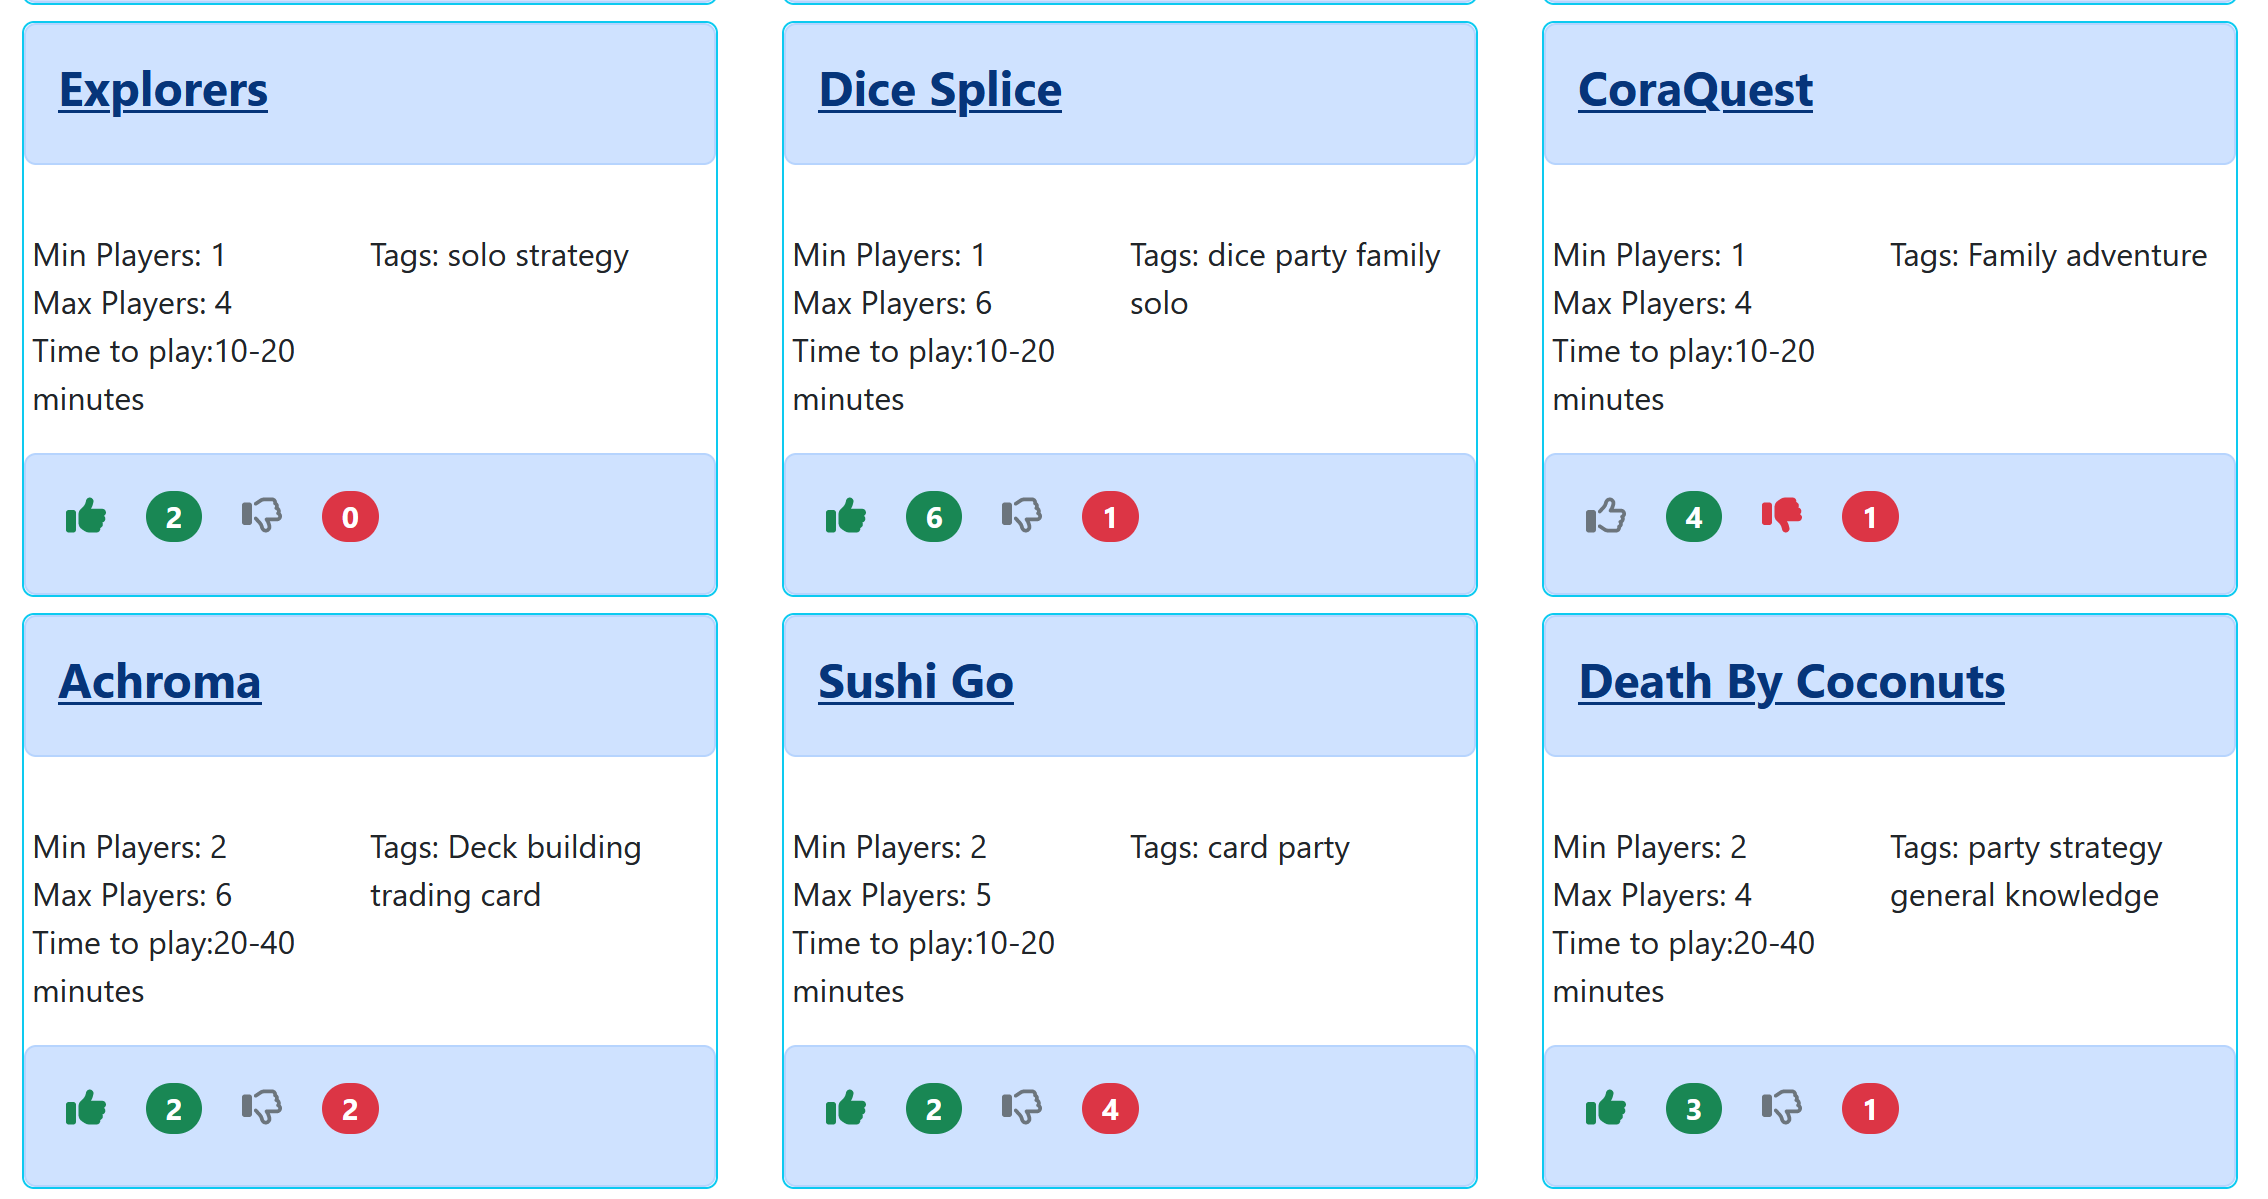 Explorers
Min Players: 1
Max Players: 4
Time to play:10-20
minutes
Tags: solo strategy
2
0
Dice Splice
Min Players: 1
Max Players: 6
Time to play:10-20
minutes
Tags: dice party family
solo
6
1
CoraQuest
Min Players: 1
Max Players: 4
Time to play:10-20
minutes
Tags: Family adventure
4
1
Achroma
Min Players: 2
Max Players: 6
Time to play:20-40
minutes
Tags: Deck building
trading card
2
2
Sushi Go
Min Players: 2
Max Players: 5
Time to play:10-20
minutes
Tags: card party
2
4
Death By Coconuts
Min Players: 2
Max Players: 4
Time to play:20-40
minutes
Tags: party strategy
general knowledge
3
1